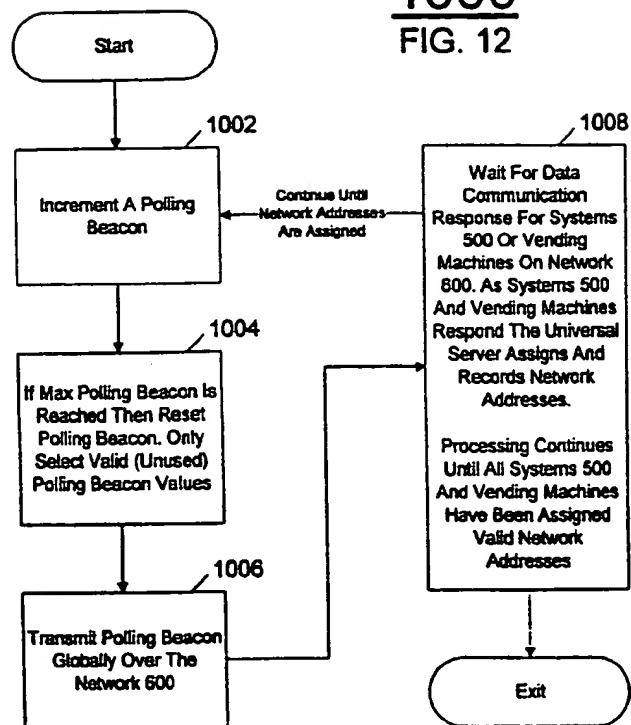 FIG. 12
Start
1002
Increment A Polling
Beacon
Continue Until
Network Addresses
Are Assigned
1004
If Max Polling Beacon Is
Reached Then Reset
Polling Beacon. Only
Select Valid (Unused)
Polling Beacon Values
1006
Transmit Polling Beacon
Globally Over The
Network 600
1008
Wait For Data
Communication
Response For Systems
500 Or Vending
Machines On Network
600. As Systems 500
And Vending Machines
Respond The Universal
Server Assigns And
Records Network
Addresses.
Processing Continues
Until All Systems 500
And Vending Machines
Have Been Assigned
Valid Network
Addresses
Exit